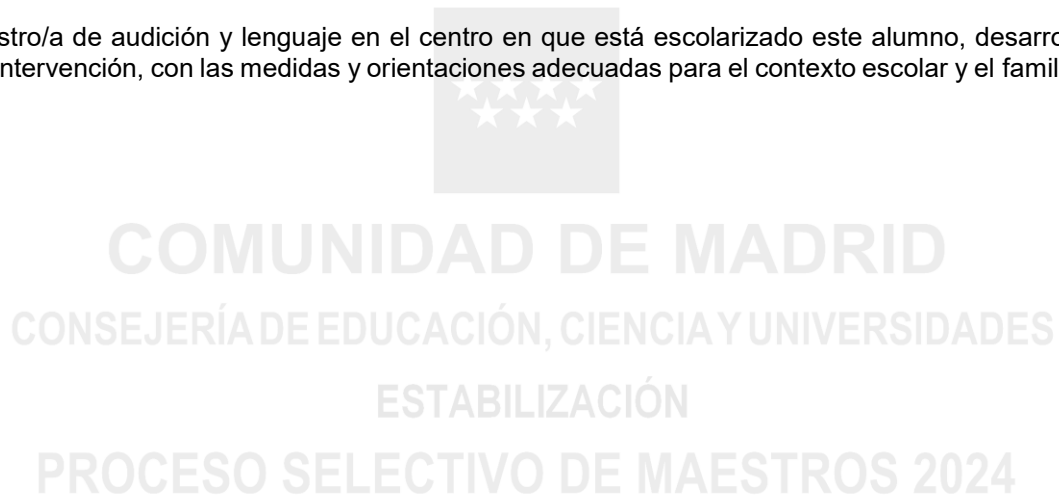 stro/a de audición y lenguaje en el centro en que está escolarizado este alumno, desarro
ntervención, con las medidas y orientaciones adecuadas para el contexto escolar y el famil
COMUNIDAD DE MADRID
CONSEJERÍA DE EDUCACIÓN, CIENCIA Y UNIVERSIDADES
ESTABILIZACIÓN
PROCESO SELECTIVO DE MAESTROS 2024